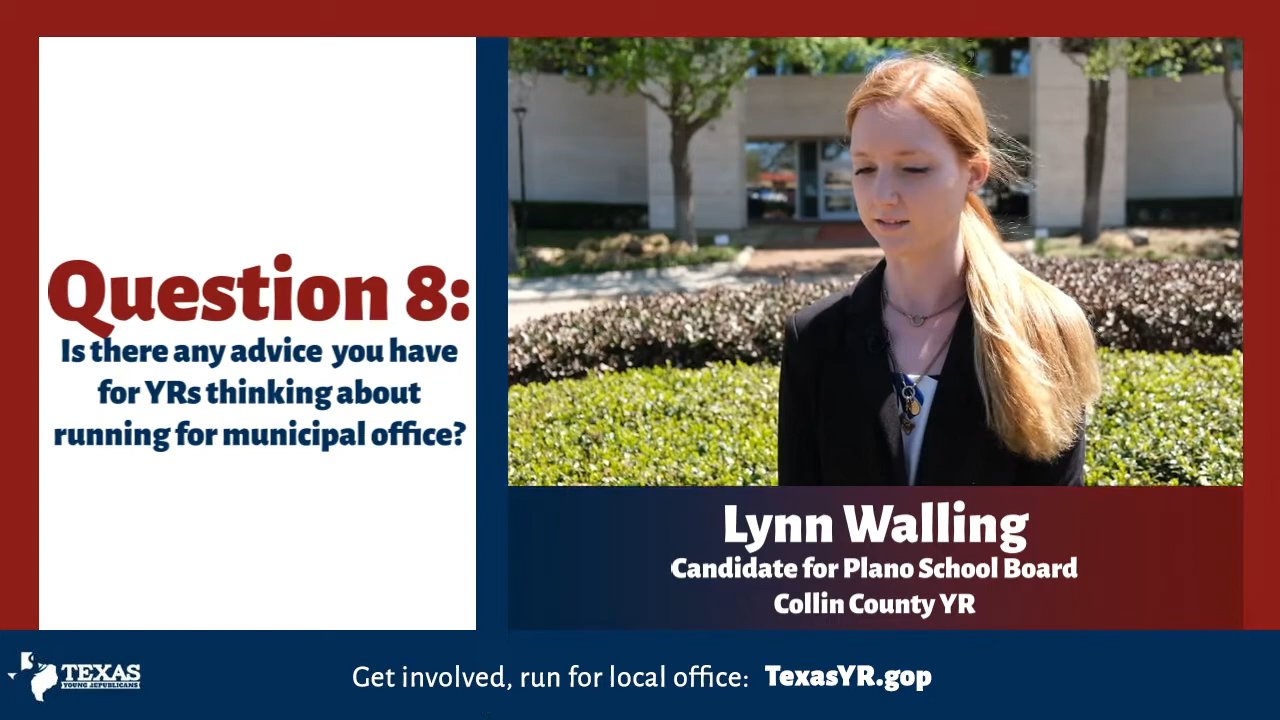 Question 8:
Is there any advice you have
for YRs thinking about
running for municipal office?
Lynn Walling
Candidate for Plano School Board
Collin County YR
TEXAS
YOUNG REPUBLICANS
Get involved, run for local office: TexasYR.gop